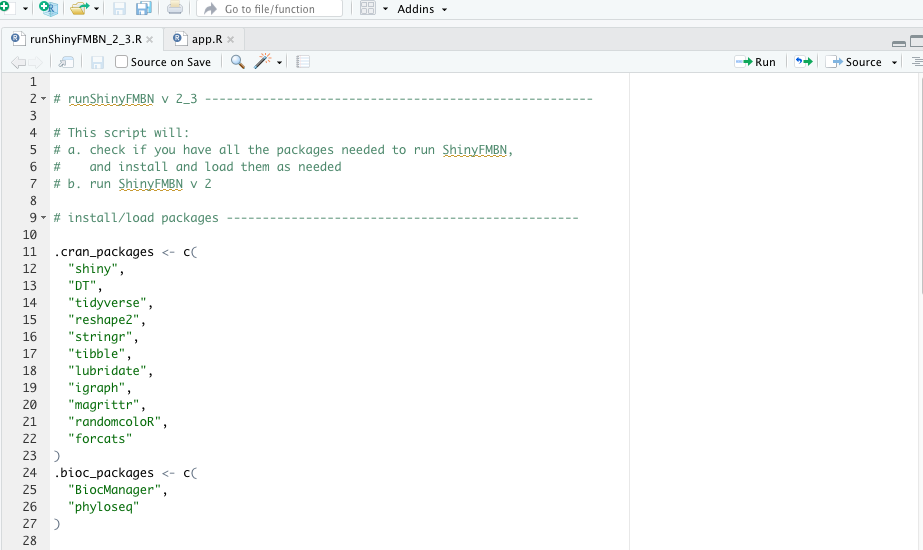 Go to file/function
Addins
runShinyFMBN_2_3.R
app.R
Source on Save
Run
Source
1
2 # runShinyFMBN v 2_3 ------------------------------------------------------
3
4 # This script will:
5 # a. check if you have all the packages needed to run ShinyFMBN,
6 #    and install and load them as needed
7 # b. run ShinyFMBN v 2
8
9 # install/load packages -------------------------------------------------
10
11 .cran_packages <- c(
12   "shiny",
13   "DT",
14   "tidyverse",
15   "reshape2",
16   "stringr",
17   "tibble",
18   "lubridate",
19   "igraph",
20   "magrittr",
21   "randomcoloR",
22   "forcats"
23 )
24 .bioc_packages <- c(
25   "BiocManager",
26   "phyloseq"
27 )
28